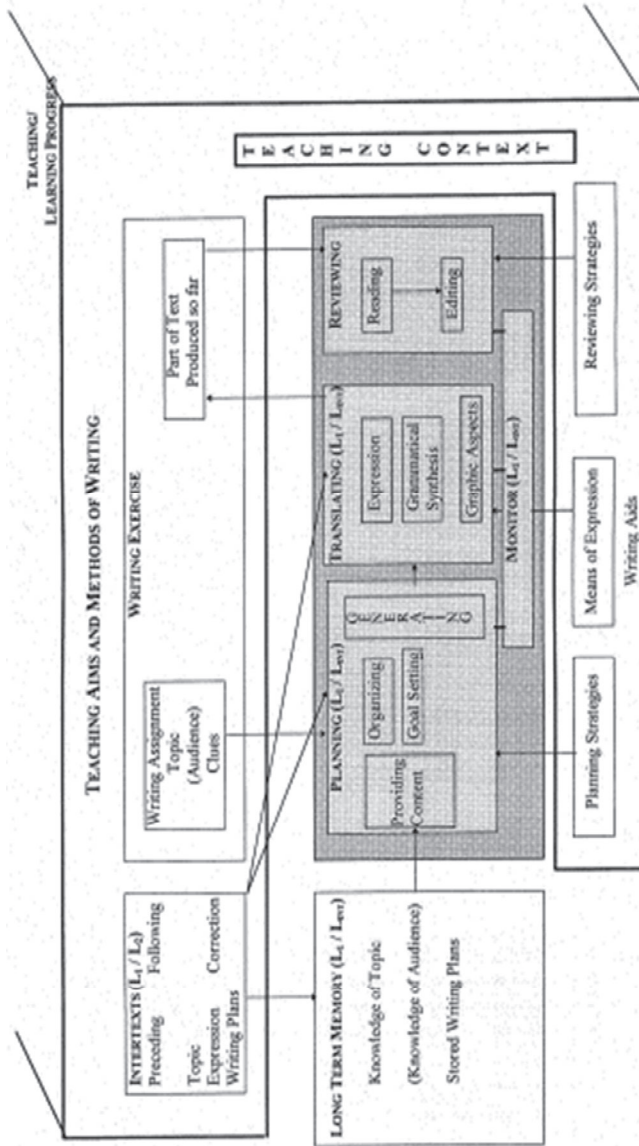 TEACHING/
LEARNING PROGRESS
TEACHING AIMS AND METHODS OF WRITING
TEACHING CONTEXT
INTERTEXTS (L1 / L2)
Preceding Following
Topic
Expression Correction
Writing Plans
WRITING EXERCISE
Writing Assignment
Topic
(Audience)
Clues
Part of Text
Produced so far
LONG TERM MEMORY (L1 /
Knowledge of Topic
(Knowledge of Audience)
Stored Writing Plans
PLANNING (L1 /
Providing
Content
Organizing
Goal Setting
GENERATING
TRANSLATING (L1 /
Expression
Grammatical
Synthesis
Graphic Aspects
REVIEWING
Reading
Editing
MONITOR (L1 /
Planning Strategies
Means of Expression
Writing Aids
Reviewing Strategies